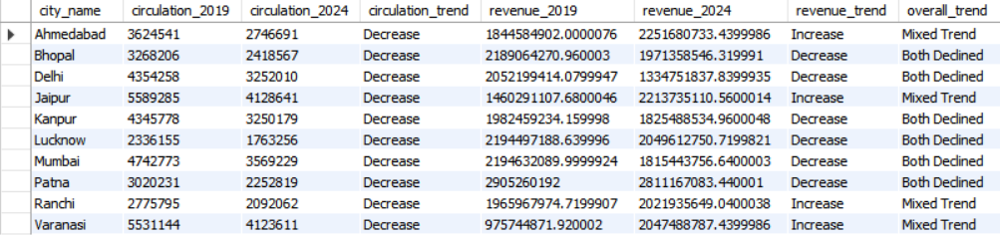 city_name circulation_2019 circulation_2024 circulation_trend revenue_2019 revenue_2024 revenue_trend overall_trend
Ahmedabad 3624541 2746691 Decrease 1844584902.0000076 2251680733.4399986 Increase Mixed Trend
Bhopal 3268206 2418567 Decrease 2189064270.960003 1971358546.319991 Decrease Both Declined
Delhi 4354258 3252010 Decrease 2052199414.0799947 1334751837.8399935 Decrease Both Declined
Jaipur 5589285 4128641 Decrease 1460291107.6800046 2213735110.5600014 Increase Mixed Trend
Kanpur 4345778 3250179 Decrease 1982459234.159998 1825488534.9600048 Decrease Both Declined
Lucknow 2336155 1763256 Decrease 2194497188.639996 2049612750.7199821 Decrease Both Declined
Mumbai 4742773 3569229 Decrease 2194632089.9999924 1815443756.6400003 Decrease Both Declined
Patna 3020231 2252819 Decrease 2905260192 2811167083.440001 Decrease Both Declined
Ranchi 2775795 2092062 Decrease 1965967974.7199907 2021935649.0400038 Increase Mixed Trend
Varanasi 5531144 4123611 Decrease 975744871.920002 2047488787.4399986 Increase Mixed Trend